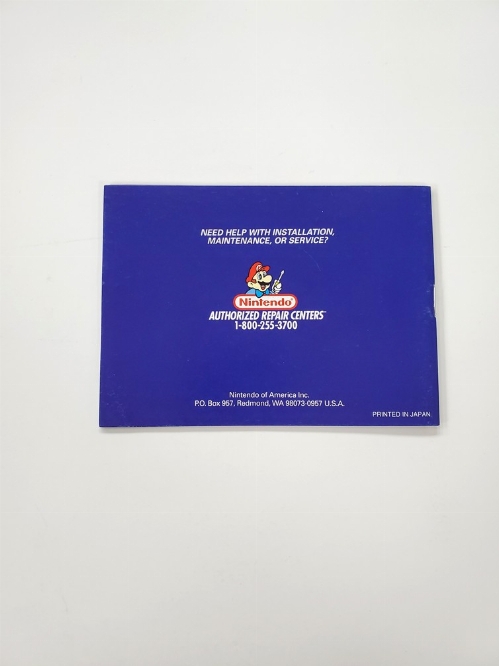 NEED HELP WITH INSTALLATION,
MAINTENANCE, OR SERVICE?
Nintendo®
AUTHORIZED REPAIR CENTERS™
1-800-255-3700
Nintendo of America Inc.
P.O. Box 957, Redmond, WA 98073-0957 U.S.A.
PRINTED IN JAPAN